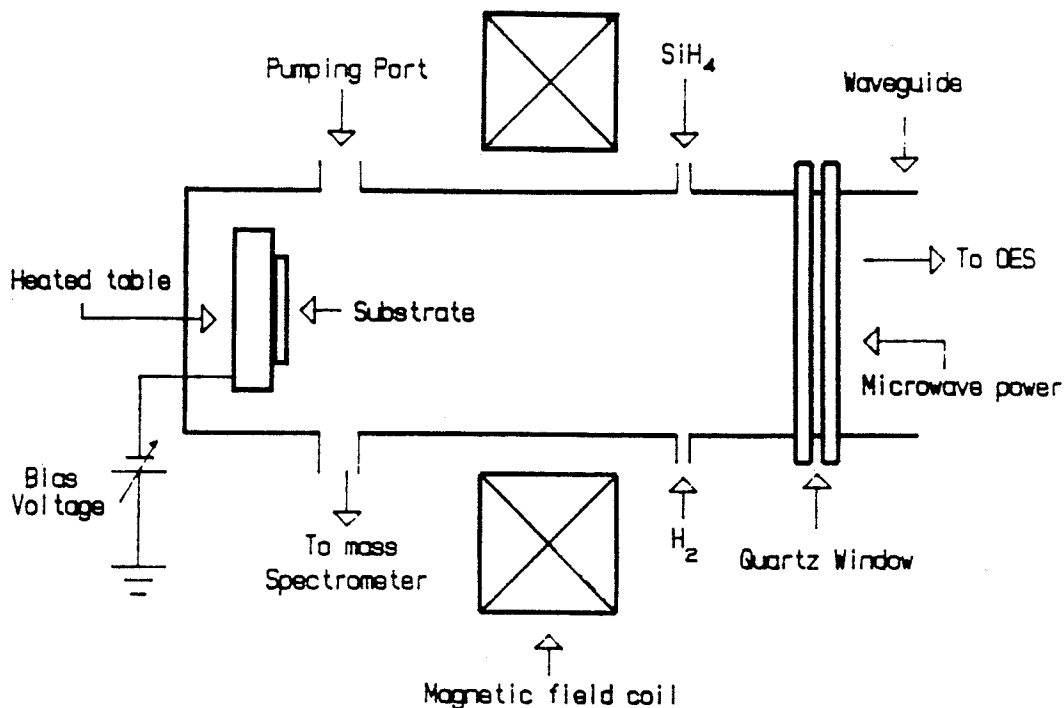 Pumping Port
SiH₄
Waveguide
Heated table
Substrate
To OES
Microwave power
Bias
Voltage
To mass
Spectrometer
H₂
Quartz Window
Magnetic field coil